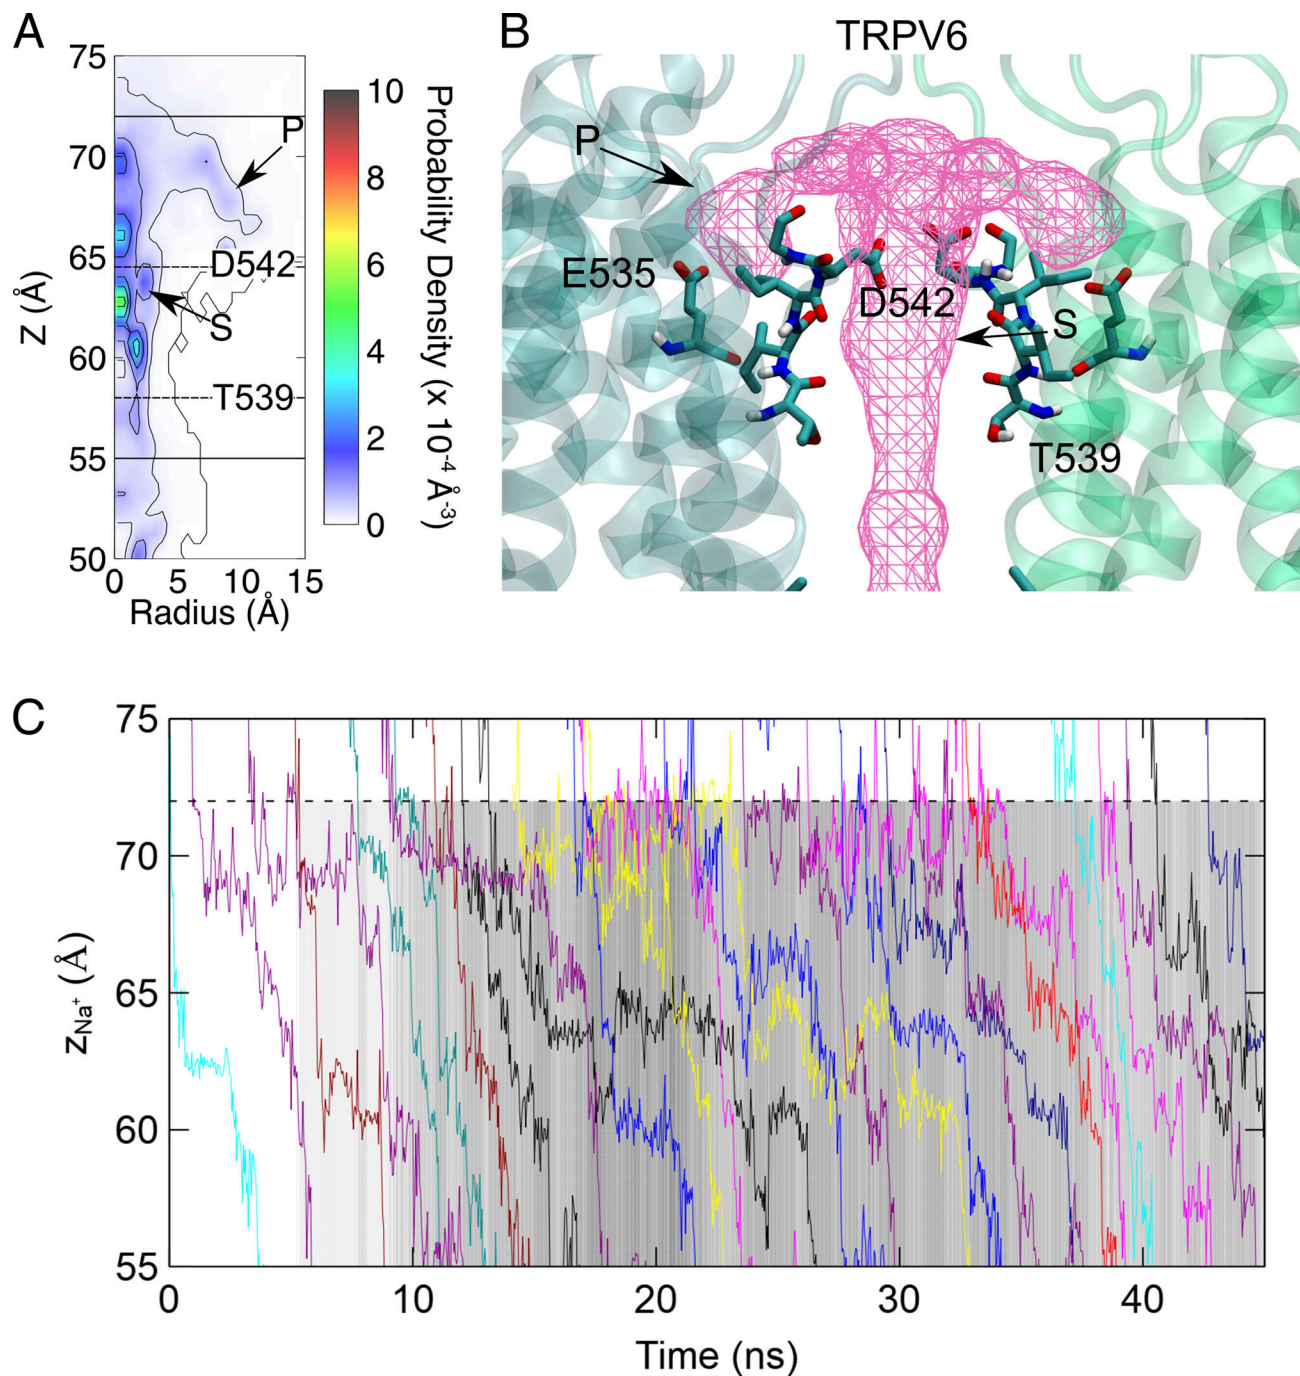 A
75
70
65
60
55
50
Z (Å)
0 5 10 15
Radius (Å)
P
D542
S
T539
10
8
6
4
2
0
Probability Density (x 10⁻⁴ Å⁻³)
B
TRPV6
P
E535
D542
S
T539
C
75
70
65
60
55
z_Na⁺ (Å)
0 10 20 30 40
Time (ns)